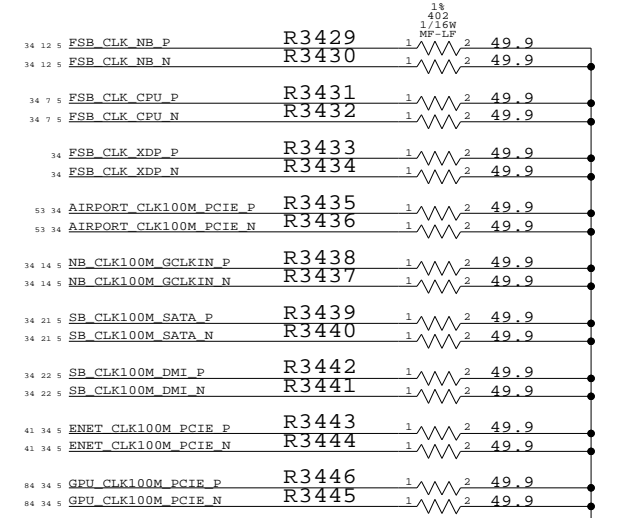 1%
402
1/16W
MF-LF
34 12 5 FSB_CLK_NB_P R3429 1 2 49.9
34 12 5 FSB_CLK_NB_N R3430 1 2 49.9
34 7 5 FSB_CLK_CPU_P R3431 1 2 49.9
34 7 5 FSB_CLK_CPU_N R3432 1 2 49.9
34 FSB_CLK_XDP_P R3433 1 2 49.9
34 FSB_CLK_XDP_N R3434 1 2 49.9
53 34 AIRPORT_CLK100M_PCIE_P R3435 1 2 49.9
53 34 AIRPORT_CLK100M_PCIE_N R3436 1 2 49.9
34 14 5 NB_CLK100M_GCLKIN_P R3438 1 2 49.9
34 14 5 NB_CLK100M_GCLKIN_N R3437 1 2 49.9
34 21 5 SB_CLK100M_SATA_P R3439 1 2 49.9
34 21 5 SB_CLK100M_SATA_N R3440 1 2 49.9
34 22 5 SB_CLK100M_DMI_P R3442 1 2 49.9
34 22 5 SB_CLK100M_DMI_N R3441 1 2 49.9
41 34 5 ENET_CLK100M_PCIE_P R3443 1 2 49.9
41 34 5 ENET_CLK100M_PCIE_N R3444 1 2 49.9
84 34 5 GPU_CLK100M_PCIE_P R3446 1 2 49.9
84 34 5 GPU_CLK100M_PCIE_N R3445 1 2 49.9